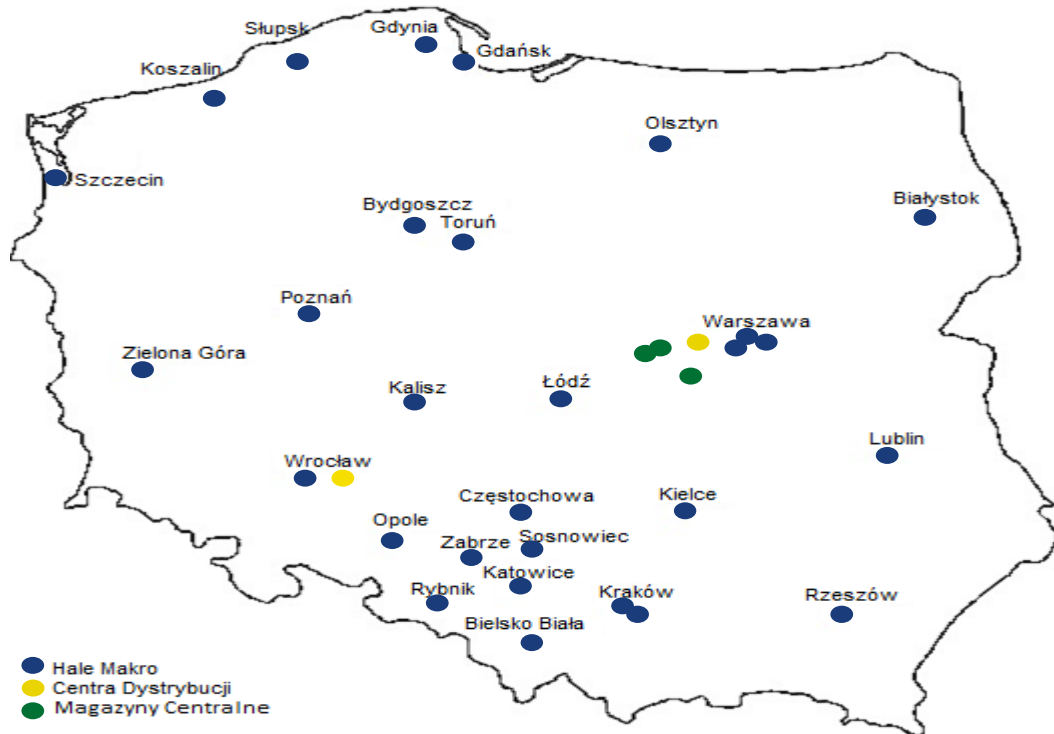 Słupsk
Gdynia
Gdańsk
Koszalin
Olsztyn
Szczecin
Białystok
Bydgoszcz
Toruń
Poznań
Warszawa
Zielona Góra
Kalisz
Łódź
Lublin
Wrocław
Częstochowa
Kielce
Opole
Zabrze
Sosnowiec
Katowice
Rybnik
Kraków
Rzeszów
Bielsko Biała
Hale Makro
Centra Dystrybucji
Magazyny Centralne